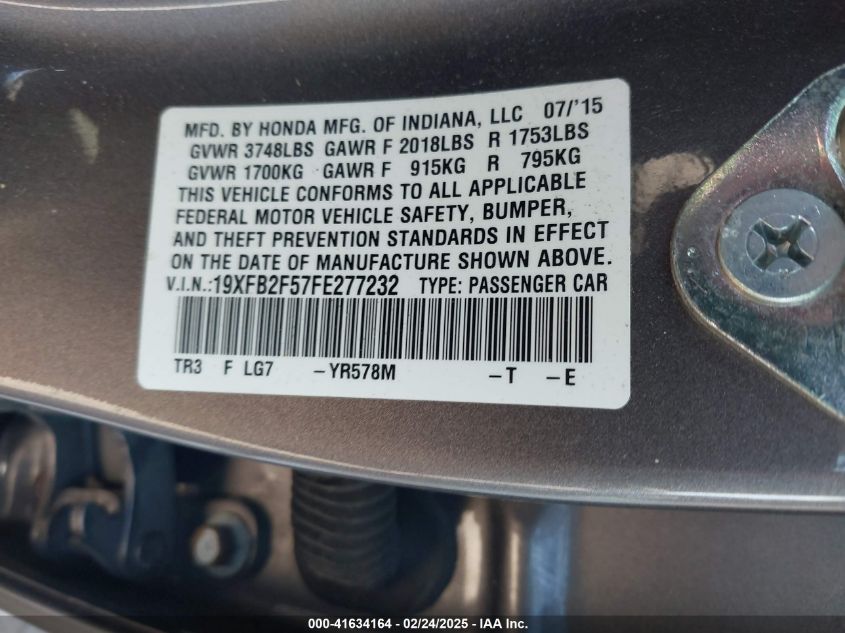 MFD. BY HONDA MFG. OF INDIANA, LLC 07/'15
GVWR 3748LBS GAWR F 2018LBS R 1753LBS
GVWR 1700KG GAWR F 915KG R 795KG
THIS VEHICLE CONFORMS TO ALL APPLICABLE
FEDERAL MOTOR VEHICLE SAFETY, BUMPER,
AND THEFT PREVENTION STANDARDS IN EFFECT
ON THE DATE OF MANUFACTURE SHOWN ABOVE.
V.I.N.:19XFB2F57FE277232 TYPE: PASSENGER CAR
TR3 F LG7 -YR578M -T -E
000-41634164 - 02/24/2025 - IAA Inc.